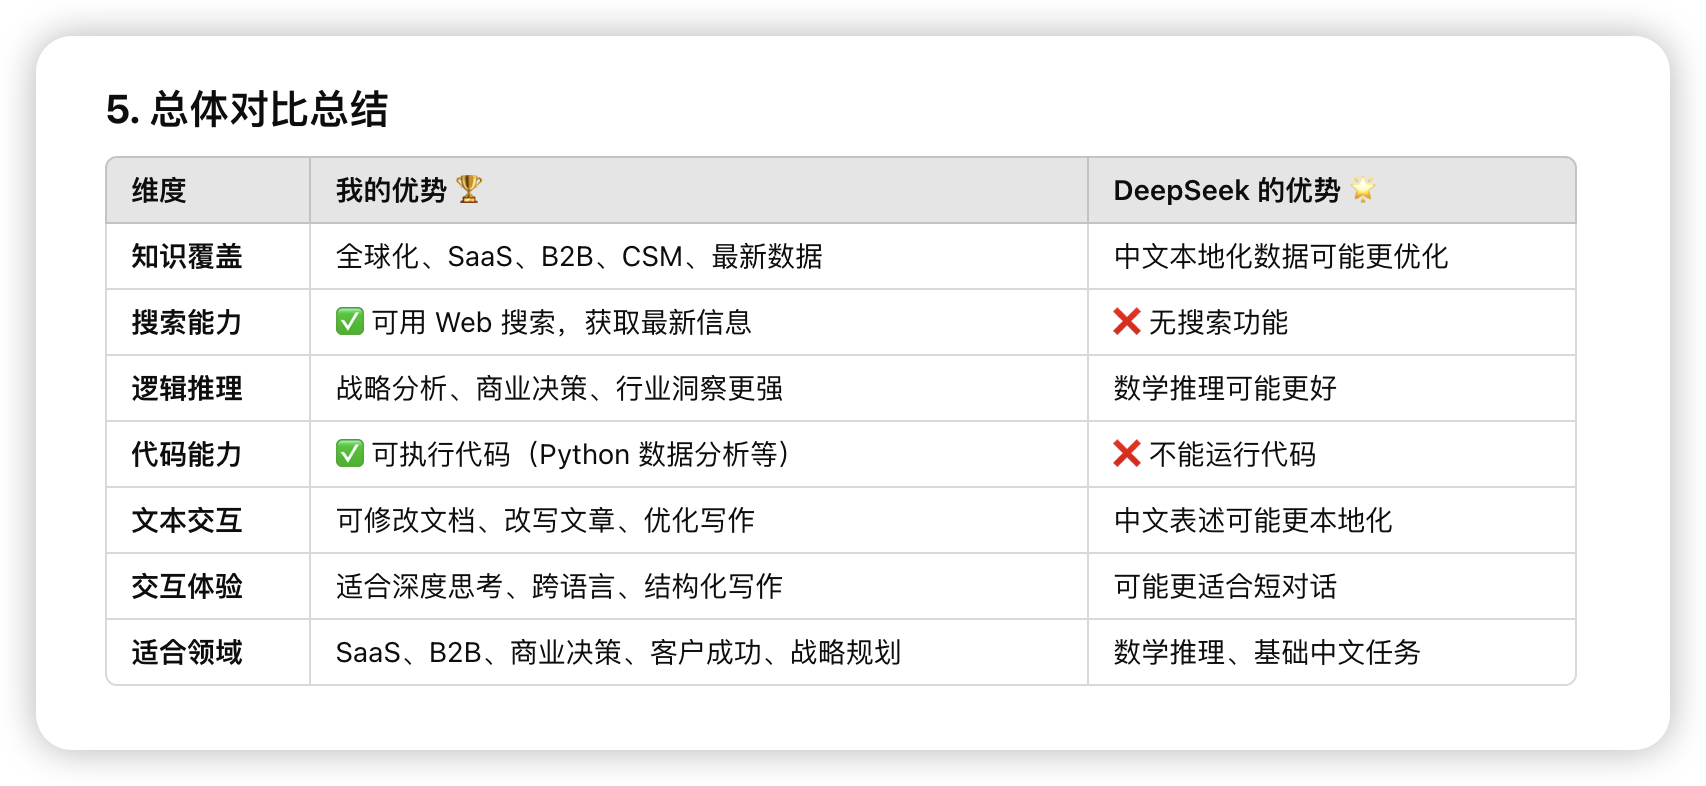 5. 总体对比总结
维度 我的优势 🏆 DeepSeek 的优势 🌟
知识覆盖 全球化、SaaS、B2B、CSM、最新数据 中文本地化数据可能更优化
搜索能力 ✅ 可用 Web 搜索，获取最新信息 ❌ 无搜索功能
逻辑推理 战略分析、商业决策、行业洞察更强 数学推理可能更好
代码能力 ✅ 可执行代码（Python 数据分析等） ❌ 不能运行代码
文本交互 可修改文档、改写文章、优化写作 中文表述可能更本地化
交互体验 适合深度思考、跨语言、结构化写作 可能更适合短对话
适合领域 SaaS、B2B、商业决策、客户成功、战略规划 数学推理、基础中文任务